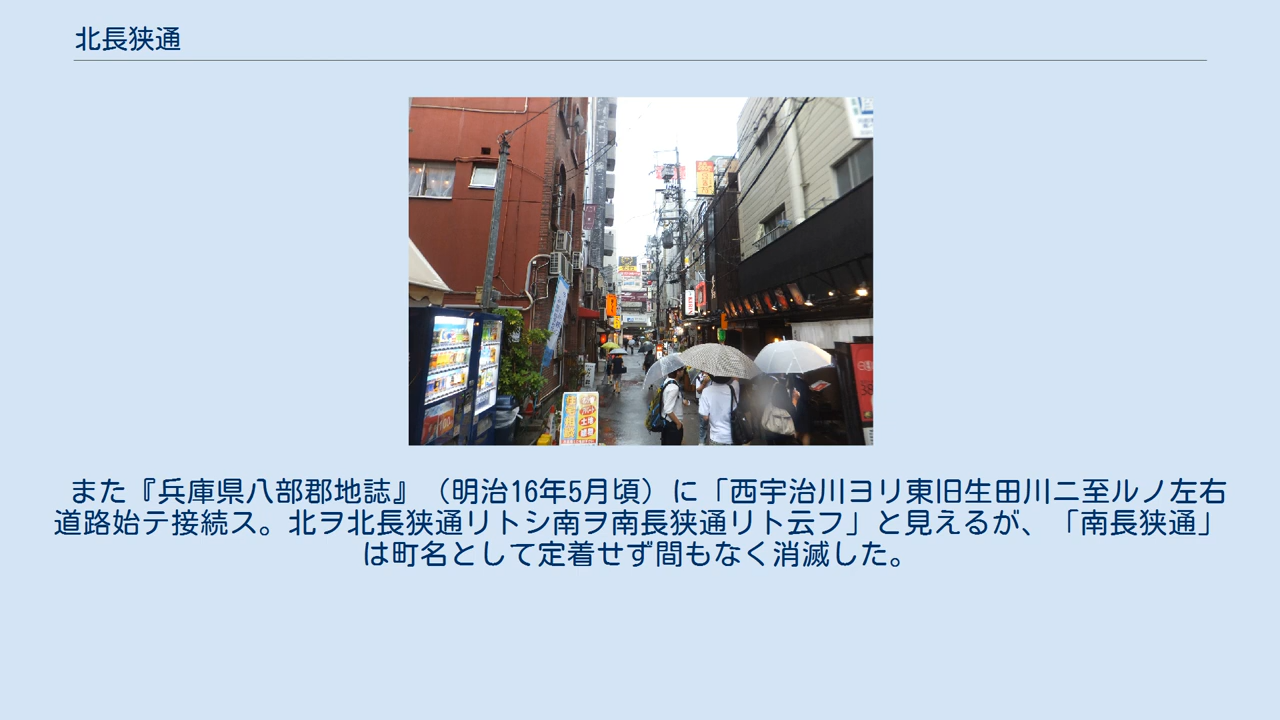 北長狭通
また『兵庫県八部郡地誌』（明治16年5月頃）に「西宇治川ヨリ東旧生田川ニ至ルノ左右
道路始テ接続ス。北ヲ北長狭通リトシ南ヲ南長狭通リト云フ」と見えるが、「南長狭通」
は町名として定着せず間もなく消滅した。